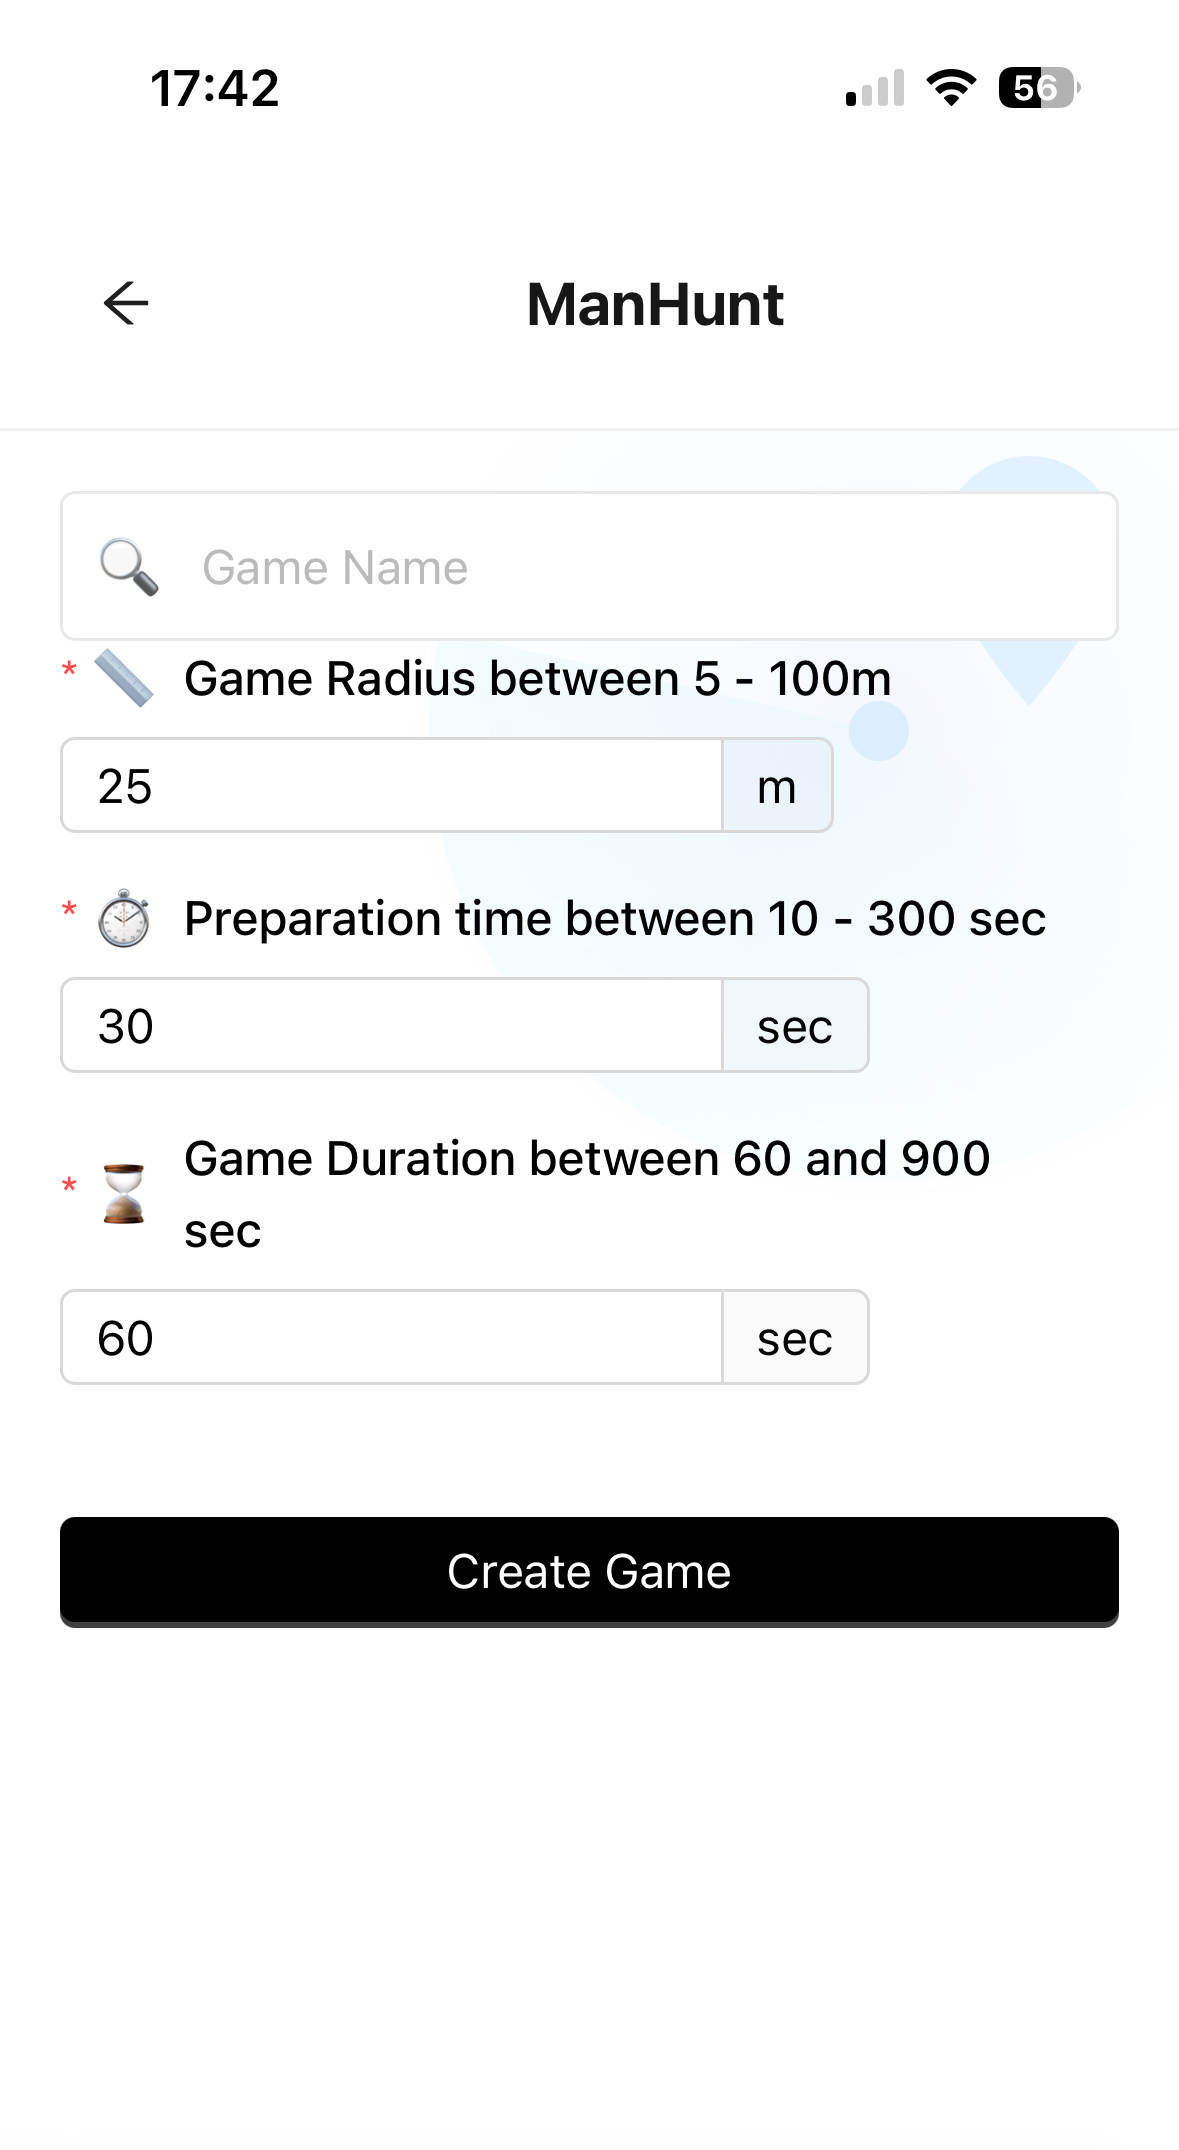 17:42
56
ManHunt
Game Name
* Game Radius between 5 - 100m
25 m
* Preparation time between 10 - 300 sec
30 sec
* Game Duration between 60 and 900
sec
60 sec
Create Game